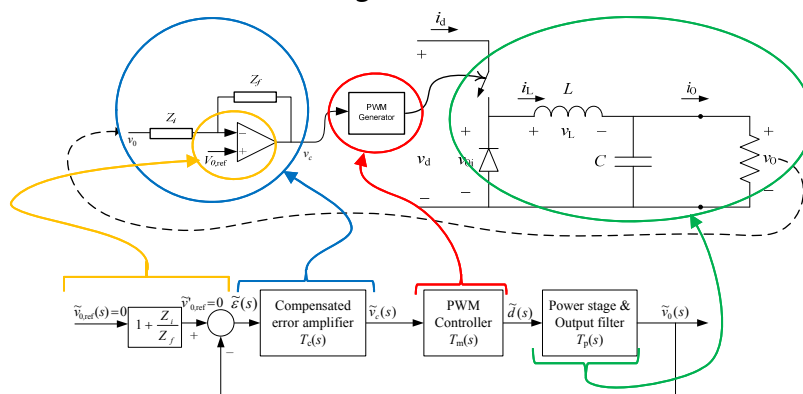 i_d
+
Z_f
Z_i
v_0
−
+
V_0,ref
v_c
PWM
Generator
i_L
L
i_O
+
v_L
−
+
v_d
v_0i
C
+
v_O
−
−
−
ṽ_0,ref(s)=0
ṽ'_0,ref=0
ε̃(s)
1 + Z_i / Z_f
+
−
Compensated
error amplifier
T_c(s)
ṽ_c(s)
PWM
Controller
T_m(s)
d̃(s)
Power stage &
Output filter
T_p(s)
ṽ_0(s)